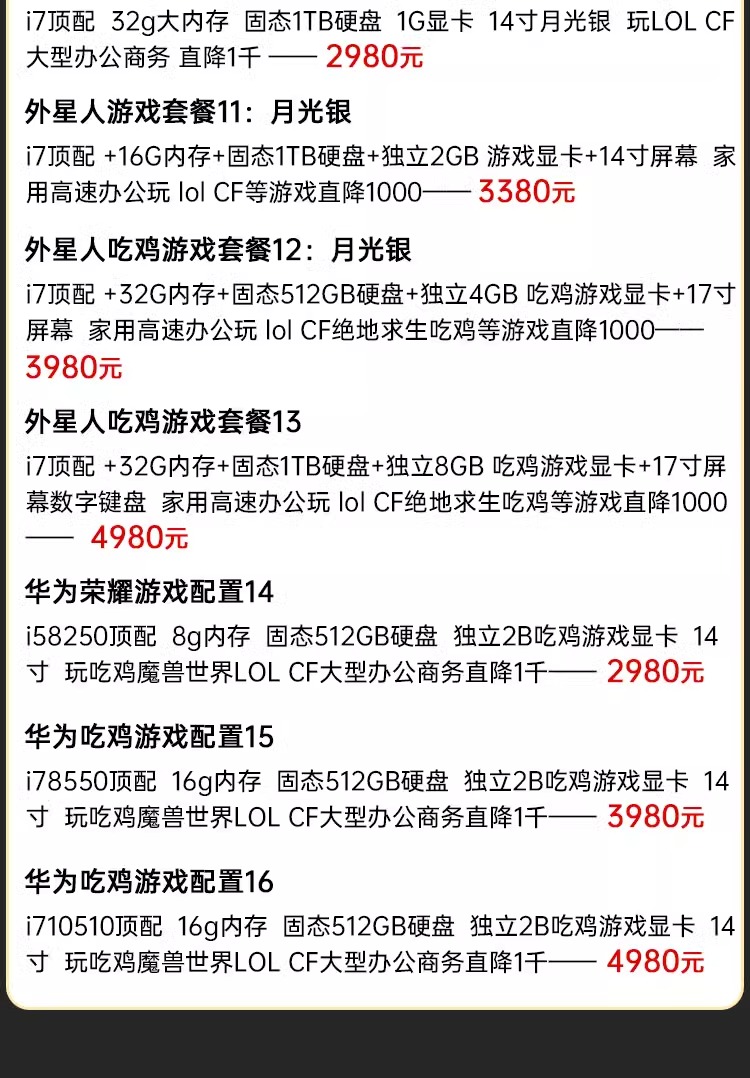 i7顶配 32g大内存 固态1TB硬盘 1G显卡 14寸月光银 玩LOL CF
大型办公商务 直降1千 —— 2980元
外星人游戏套餐11：月光银
i7顶配 +16G内存+固态1TB硬盘+独立2GB 游戏显卡+14寸屏幕 家
用高速办公玩 lol CF等游戏直降1000—— 3380元
外星人吃鸡游戏套餐12：月光银
i7顶配 +32G内存+固态512GB硬盘+独立4GB 吃鸡游戏显卡+17寸
屏幕 家用高速办公玩 lol CF绝地求生吃鸡等游戏直降1000——
3980元
外星人吃鸡游戏套餐13
i7顶配 +32G内存+固态1TB硬盘+独立8GB 吃鸡游戏显卡+17寸屏
幕数字键盘 家用高速办公玩 lol CF绝地求生吃鸡等游戏直降1000
—— 4980元
华为荣耀游戏配置14
i58250顶配 8g内存 固态512GB硬盘 独立2B吃鸡游戏显卡 14
寸 玩吃鸡魔兽世界LOL CF大型办公商务直降1千—— 2980元
华为吃鸡游戏配置15
i78550顶配 16g内存 固态512GB硬盘 独立2B吃鸡游戏显卡 14
寸 玩吃鸡魔兽世界LOL CF大型办公商务直降1千—— 3980元
华为吃鸡游戏配置16
i710510顶配 16g内存 固态512GB硬盘 独立2B吃鸡游戏显卡 14
寸 玩吃鸡魔兽世界LOL CF大型办公商务直降1千—— 4980元